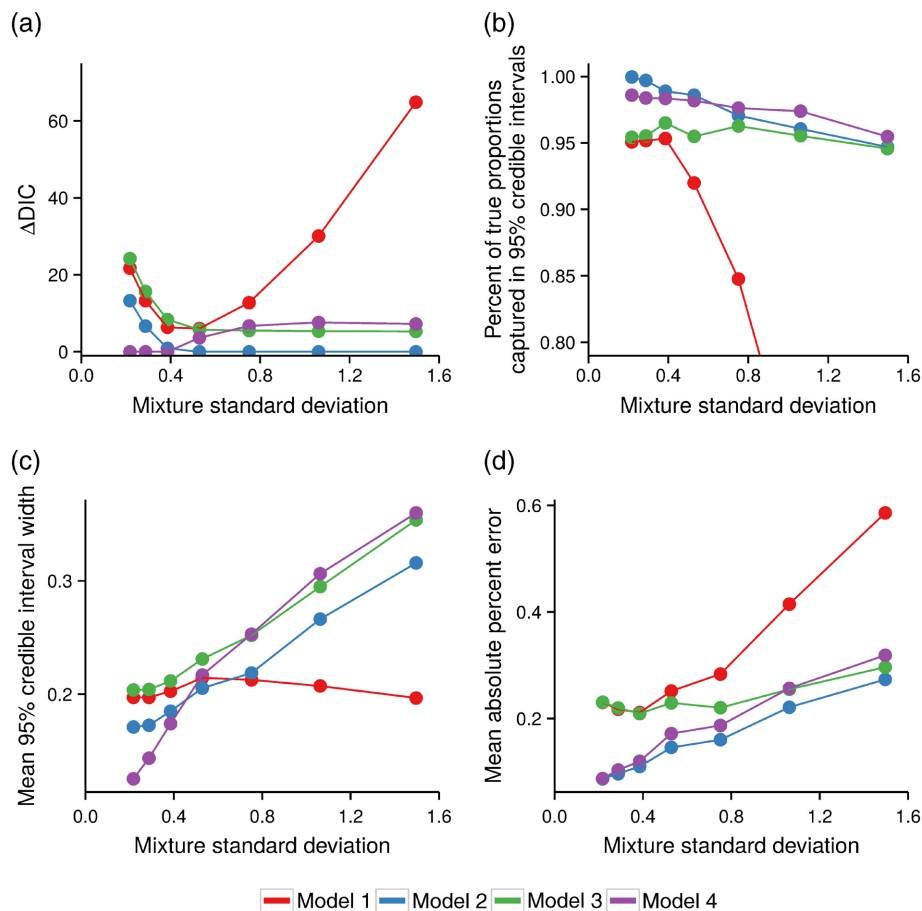 (a)
ΔDIC
60
40
20
0
0.0 0.4 0.8 1.2 1.6
Mixture standard deviation
(b)
Percent of true proportions
captured in 95% credible intervals
1.00
0.95
0.90
0.85
0.80
0.0 0.4 0.8 1.2 1.6
Mixture standard deviation
(c)
Mean 95% credible interval width
0.3
0.2
0.0 0.4 0.8 1.2 1.6
Mixture standard deviation
(d)
Mean absolute percent error
0.6
0.4
0.2
0.0 0.4 0.8 1.2 1.6
Mixture standard deviation
Model 1 Model 2 Model 3 Model 4